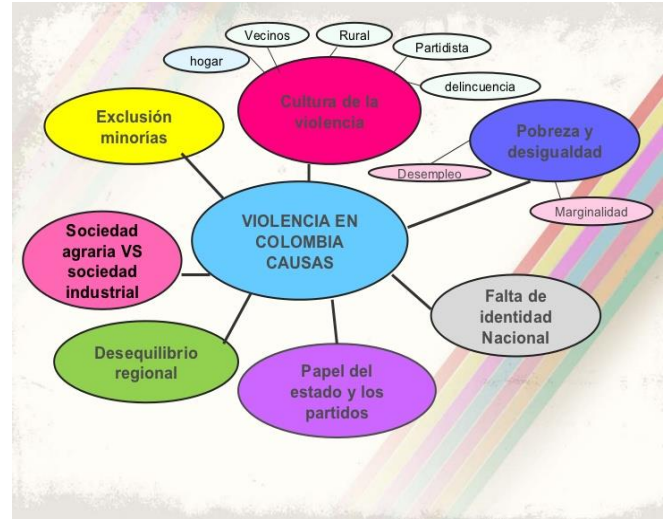 Vecinos
Rural
Partidista
hogar
delincuencia
Cultura de la
violencia
Exclusión
minorías
Pobreza y
desigualdad
Desempleo
Marginalidad
VIOLENCIA EN
COLOMBIA
CAUSAS
Sociedad
agraria VS
sociedad
industrial
Falta de
identidad
Nacional
Desequilibrio
regional
Papel del
estado y los
partidos